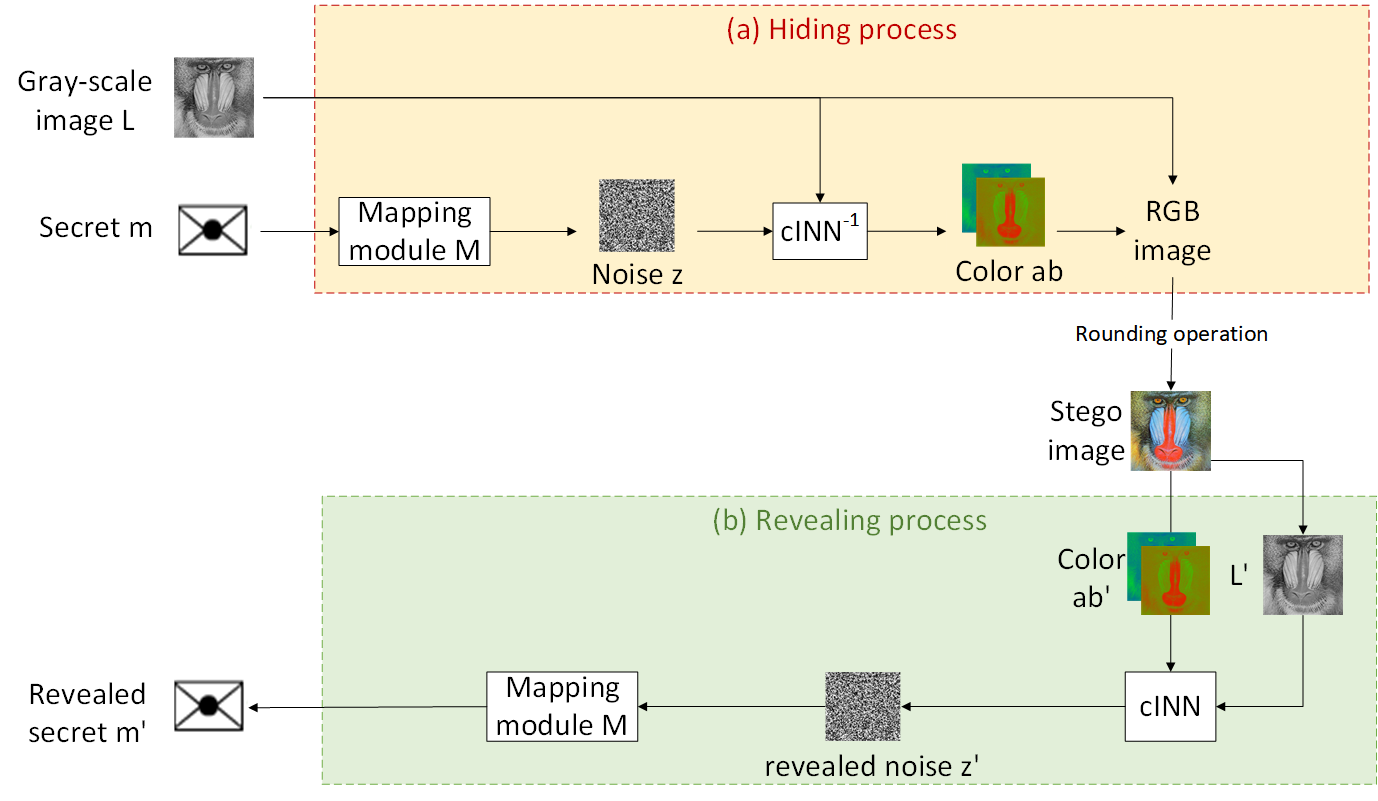 (a) Hiding process
Gray-scale
image L
Secret m
Mapping
module M
Noise z
cINN-1
Color ab
RGB
image
Rounding operation
Stego
image
(b) Revealing process
Color
ab'
L'
cINN
revealed noise z'
Mapping
module M
Revealed
secret m'